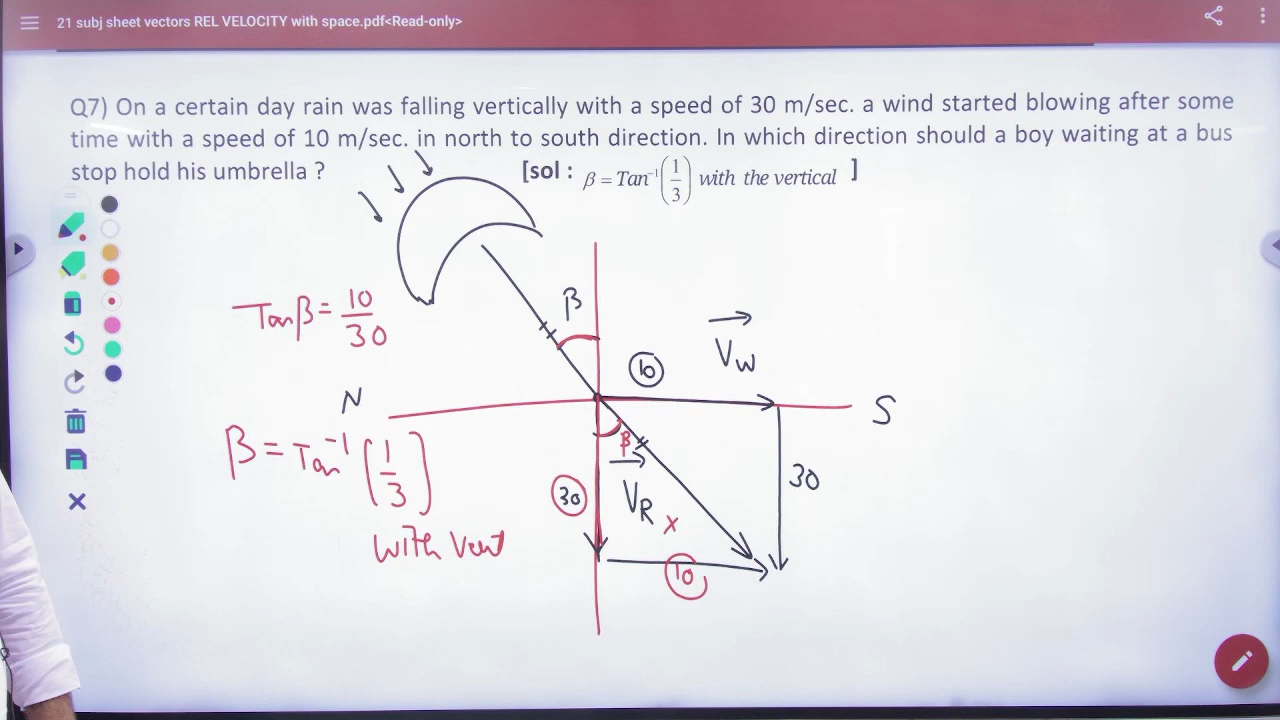 21 subj sheet vectors REL VELOCITY with space.pdf<Read-only>
Q7) On a certain day rain was falling vertically with a speed of 30 m/sec. a wind started blowing after some
time with a speed of 10 m/sec. in north to south direction. In which direction should a boy waiting at a bus
stop hold his umbrella ? [sol : β = Tan⁻¹(1/3) with the vertical ]
β
Tanβ = 10/30
10
V⃗W
N
S
β = Tan⁻¹(1/3)
β
30
V⃗R
x
30
with vert
10